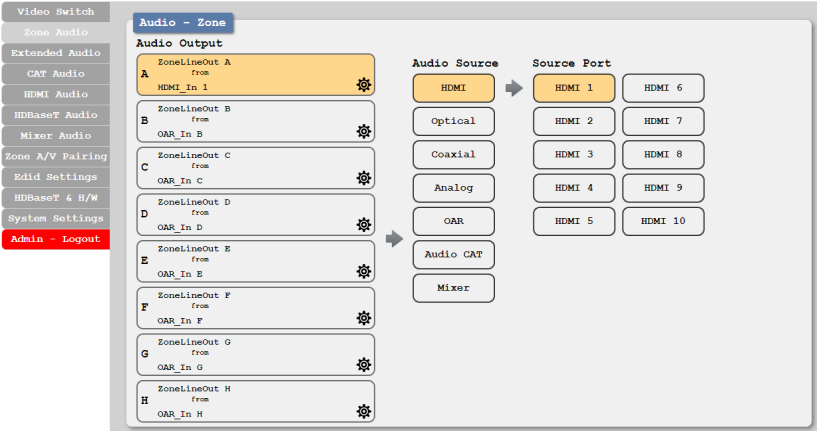 Video Switch
Zone Audio
Extended Audio
CAT Audio
HDMI Audio
HDBaseT Audio
Mixer Audio
Zone A/V Pairing
Edid Settings
HDBaseT & H/W
System Settings
Admin - Logout
Audio - Zone
Audio Output
A
ZoneLineOut A
from
HDMI_In 1
B
ZoneLineOut B
from
OAR_In B
C
ZoneLineOut C
from
OAR_In C
D
ZoneLineOut D
from
OAR_In D
E
ZoneLineOut E
from
OAR_In E
F
ZoneLineOut F
from
OAR_In F
G
ZoneLineOut G
from
OAR_In G
H
ZoneLineOut H
from
OAR_In H
Audio Source
HDMI
Optical
Coaxial
Analog
OAR
Audio CAT
Mixer
Source Port
HDMI 1
HDMI 2
HDMI 3
HDMI 4
HDMI 5
HDMI 6
HDMI 7
HDMI 8
HDMI 9
HDMI 10